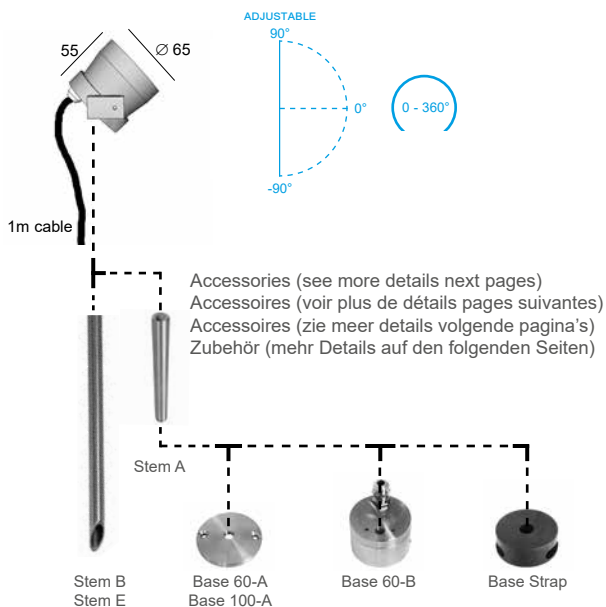 ADJUSTABLE
90°
55
∅ 65
0°
0 - 360°
-90°
1m cable
Accessories (see more details next pages)
Accessoires (voir plus de détails pages suivantes)
Accessoires (zie meer details volgende pagina's)
Zubehör (mehr Details auf den folgenden Seiten)
Stem A
Stem B
Stem E
Base 60-A
Base 100-A
Base 60-B
Base Strap